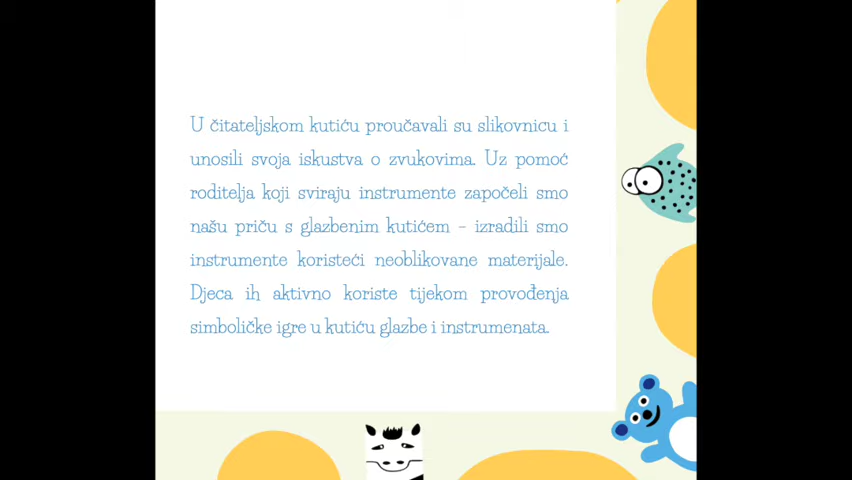 U čitateljskom kutiću proučavali su slikovnicu i
unosili svoja iskustva o zvukovima. Uz pomoć
roditelja koji sviraju instrumente započeli smo
našu priču s glazbenim kutićem – izradili smo
instrumente koristeći neoblikovane materijale.
Djeca ih aktivno koriste tijekom provođenja
simboličke igre u kutiću glazbe i instrumenata.